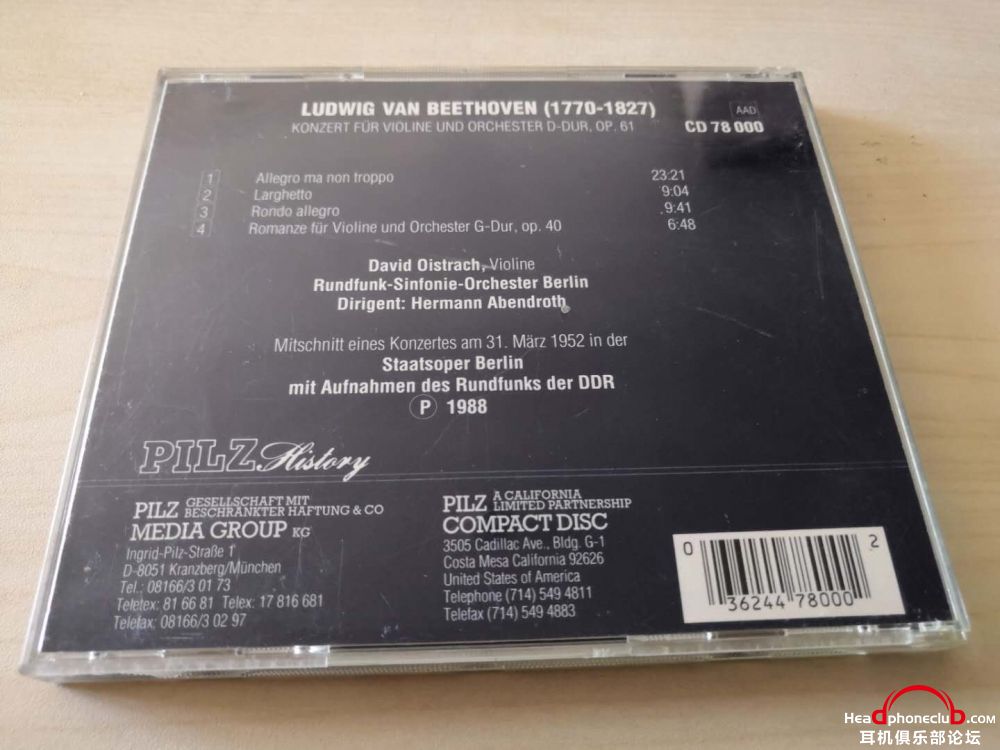 LUDWIG VAN BEETHOVEN (1770-1827)
AAD
KONZERT FÜR VIOLINE UND ORCHESTER D-DUR, OP. 61
CD 78 000
1 Allegro ma non troppo 23:21
2 Larghetto 9:04
3 Rondo allegro 9:41
4 Romanze für Violine und Orchester G-Dur, op. 40 6:48
David Oistrach, Violine
Rundfunk-Sinfonie-Orchester Berlin
Dirigent: Hermann Abendroth
Mitschnitt eines Konzertes am 31. März 1952 in der
Staatsoper Berlin
mit Aufnahmen des Rundfunks der DDR
Ⓟ 1988
PILZ History
PILZ GESELLSCHAFT MIT
BESCHRÄNKTER HAFTUNG & CO
MEDIA GROUP KG
Ingrid-Pilz-Straße 1
D-8051 Kranzberg/München
Tel.: 08166/3 01 73
Teletex: 81 66 81 Telex: 17 816 681
Telefax: 08166/3 02 97
PILZ A CALIFORNIA
LIMITED PARTNERSHIP
COMPACT DISC
3505 Cadillac Ave., Bldg. G-1
Costa Mesa California 92626
United States of America
Telephone (714) 549 4811
Telefax (714) 549 4883
0 36244 78000 2
Headphoneclub.com
耳机俱乐部论坛